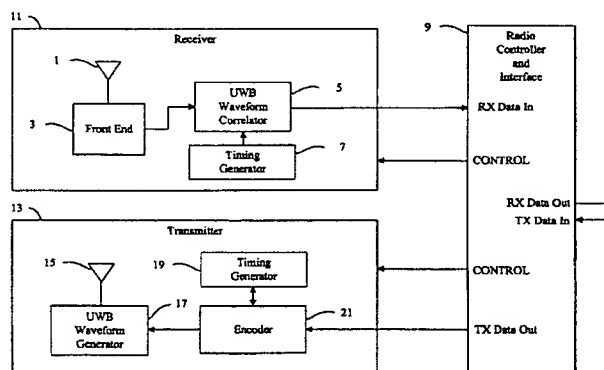 11
Receiver
1
3
Front End
UWB
Waveform
Correlator
5
Timing
Generator
7
9
Radio
Controller
and
Interface
RX Data In
CONTROL
RX Data Out
TX Data In
CONTROL
TX Data Out
13
Transmitter
15
19
Timing
Generator
UWB
Waveform
Generator
17
Encoder
21